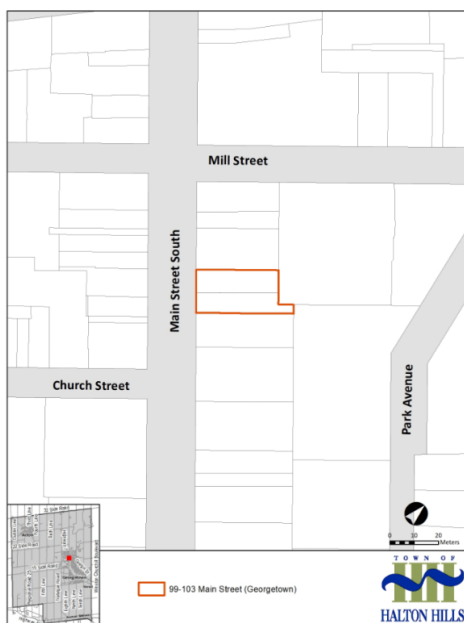 Mill Street
Main Street South
Church Street
Park Avenue
0 10 20
Meters
99-103 Main Street (Georgetown)
TOWN OF
HALTON HILLS